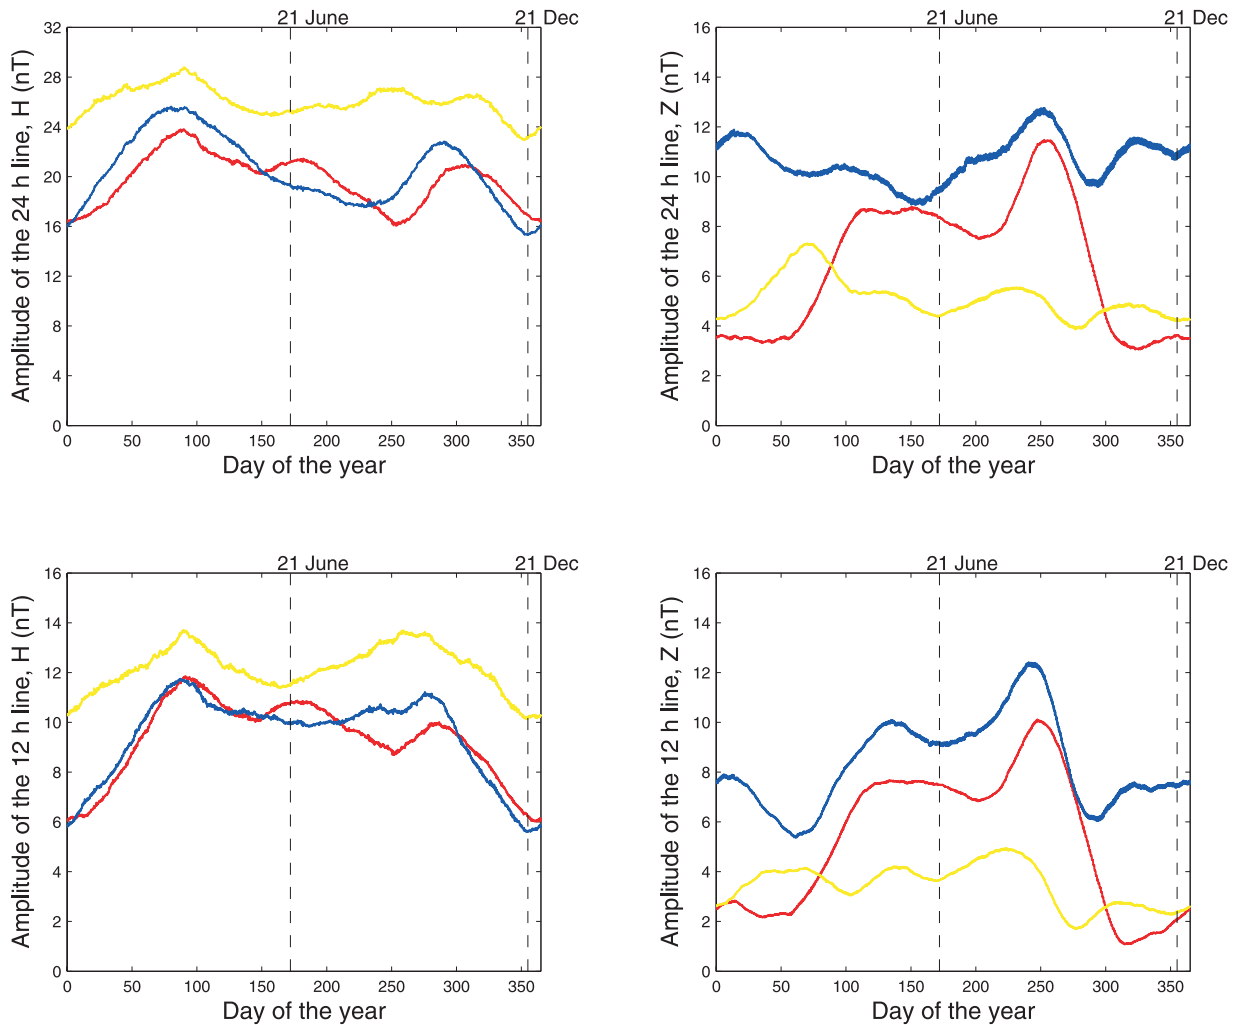 21 June 21 Dec
32
28
24
20
16
12
8
4
0
Amplitude of the 24 h line, H (nT)
0 50 100 150 200 250 300 350
Day of the year
21 June 21 Dec
16
14
12
10
8
6
4
2
0
Amplitude of the 24 h line, Z (nT)
0 50 100 150 200 250 300 350
Day of the year
21 June 21 Dec
16
14
12
10
8
6
4
2
0
Amplitude of the 12 h line, H (nT)
0 50 100 150 200 250 300 350
Day of the year
21 June 21 Dec
16
14
12
10
8
6
4
2
0
Amplitude of the 12 h line, Z (nT)
0 50 100 150 200 250 300 350
Day of the year